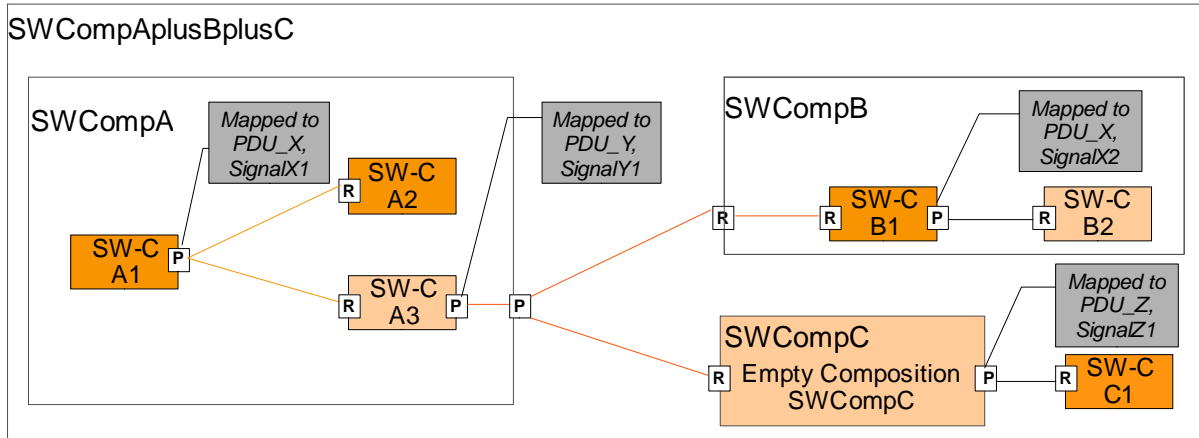 SWCompAplusBplusC
SWCompA
Mapped to
PDU_X,
SignalX1
SW-C
A1
P
R
SW-C
A2
R
SW-C
A3
P
P
Mapped to
PDU_Y,
SignalY1
SWCompB
Mapped to
PDU_X,
SignalX2
R
R
SW-C
B1
P
R
SW-C
B2
SWCompC
R
Empty Composition
SWCompC
P
Mapped to
PDU_Z,
SignalZ1
R
SW-C
C1